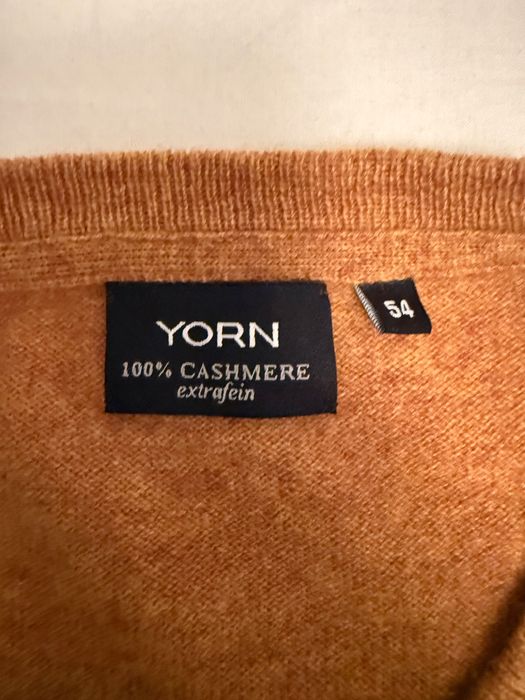 YORN
100% CASHMERE
extrafein
54